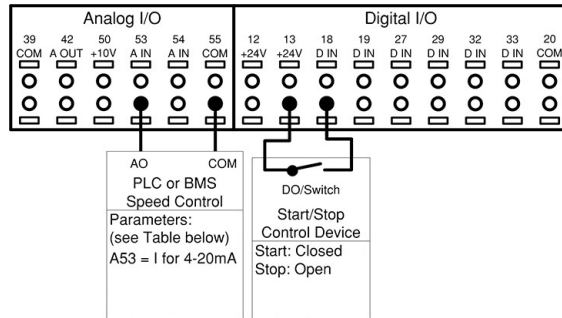 Analog I/O
Digital I/O
39 42 50 53 54 55 12 13 18 19 27 29 32 33 20
COM A OUT +10V A IN A IN COM +24V +24V D IN D IN D IN D IN D IN D IN COM
AO COM
PLC or BMS
Speed Control
Parameters:
(see Table below)
A53 = I for 4-20mA
DO/Switch
Start/Stop
Control Device
Start: Closed
Stop: Open